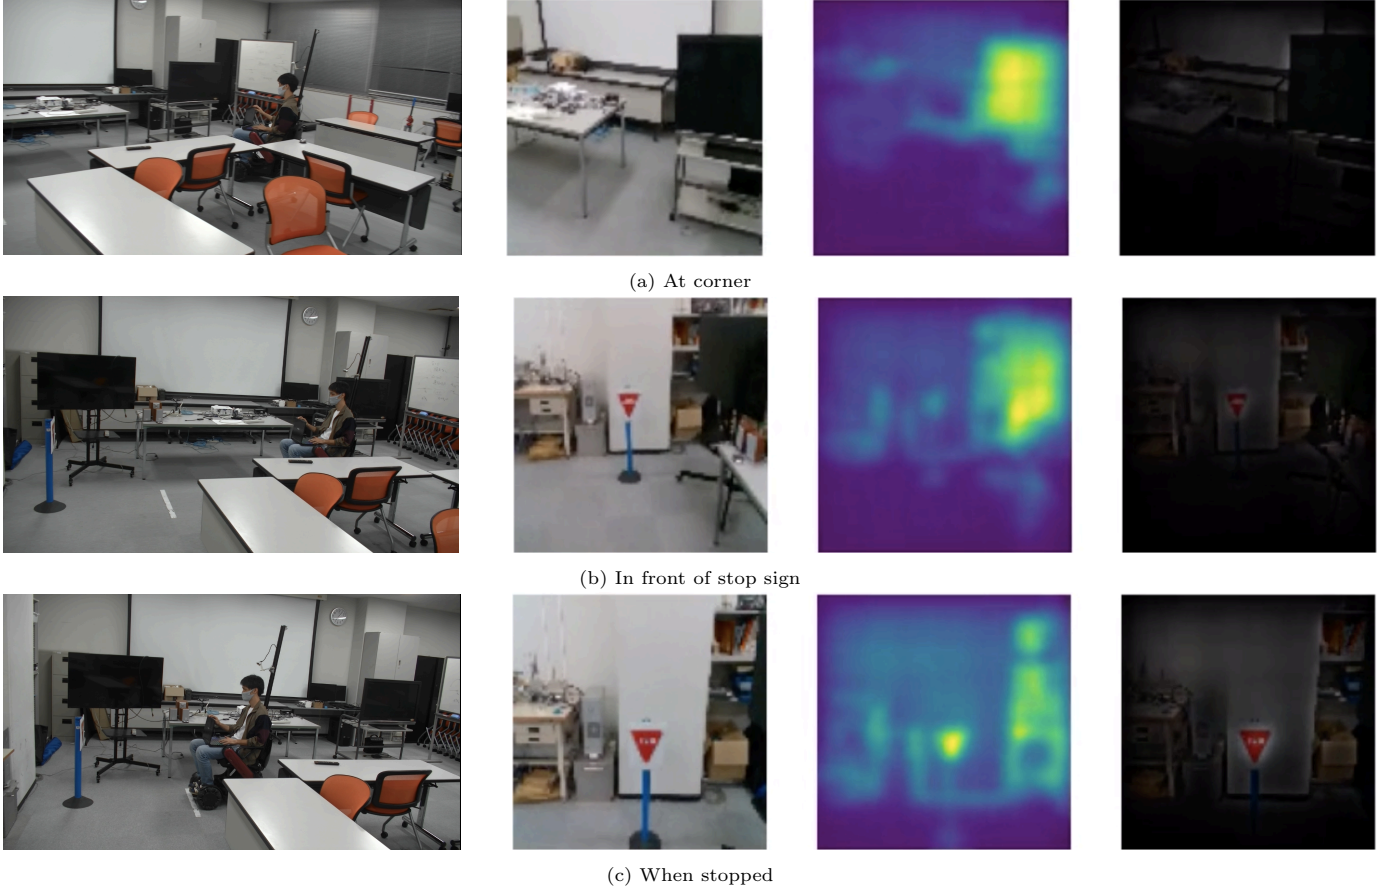 (a) At corner
(b) In front of stop sign
(c) When stopped